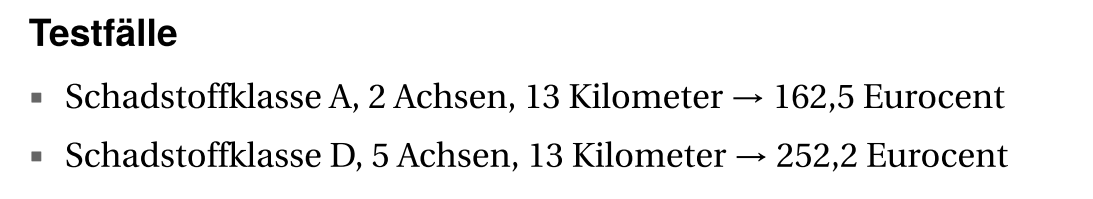 Testfälle
▪ Schadstoffklasse A, 2 Achsen, 13 Kilometer → 162,5 Eurocent
▪ Schadstoffklasse D, 5 Achsen, 13 Kilometer → 252,2 Eurocent